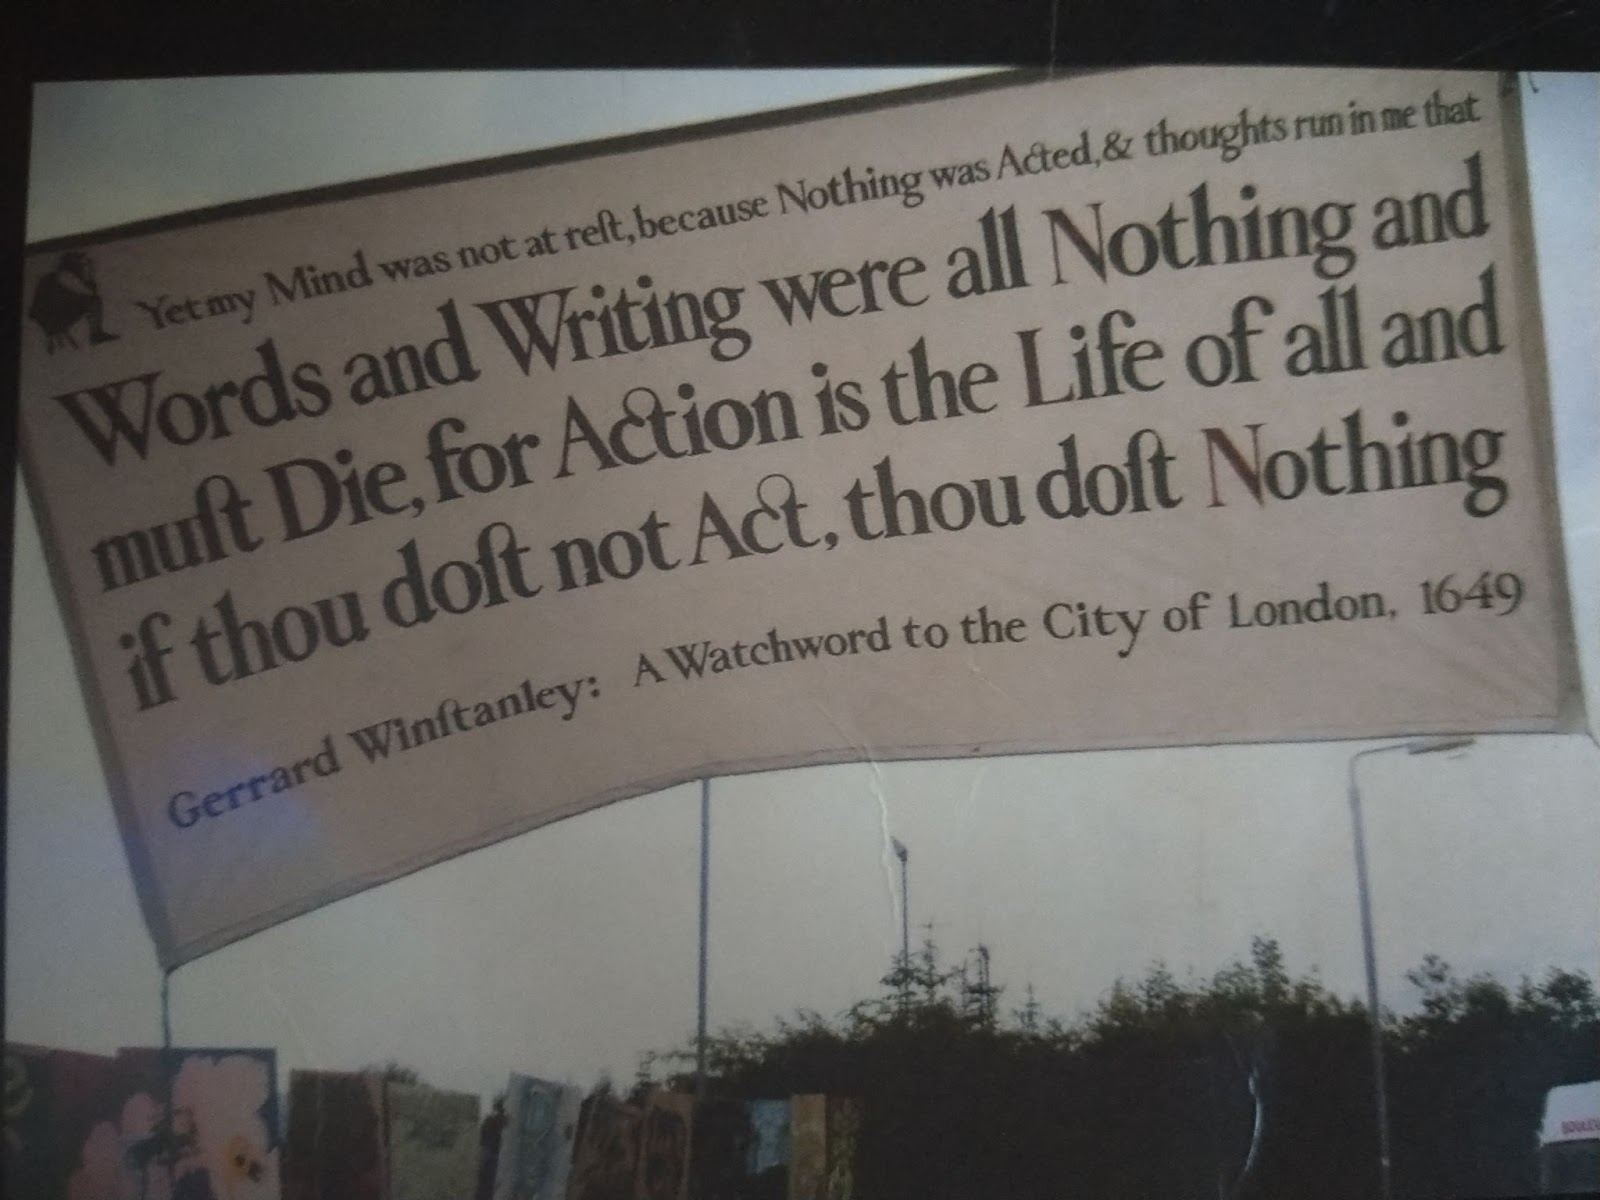 Yet my Mind was not at reſt, because Nothing was Acted, & thoughts run in me that
Words and Writing were all Nothing and
muſt Die, for Action is the Life of all and
if thou doſt not Act, thou doſt Nothing
Gerrard Winſtanley: A Watchword to the City of London, 1649